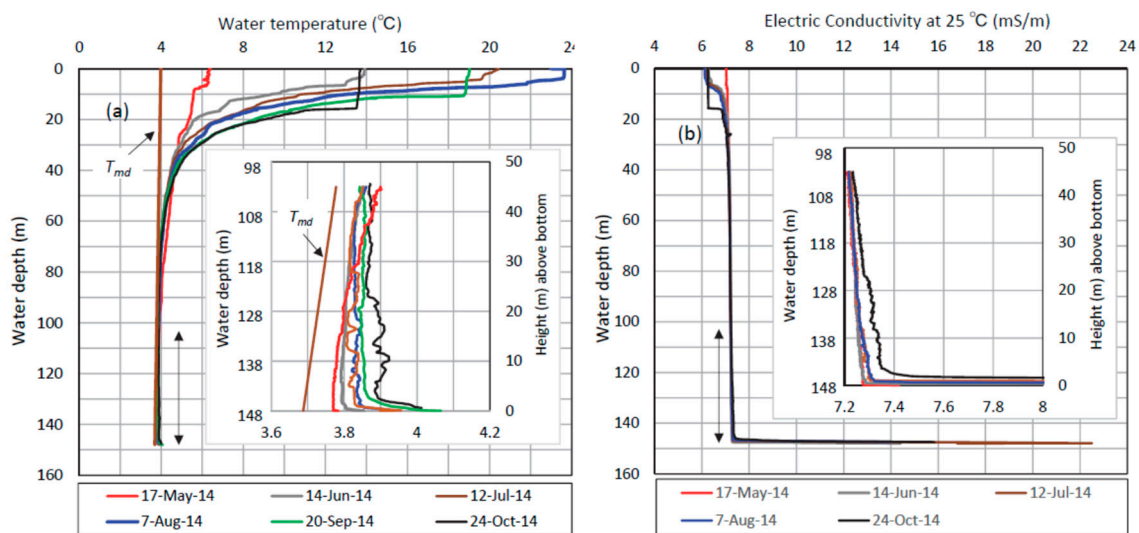 Water temperature (°C)
0 4 8 12 16 20 24
0
20
40
60
80
100
120
140
160
Water depth (m)
(a)
Tmd
98
108
118
128
138
148
Water depth (m)
Tmd
50
40
30
20
10
0
Height (m) above bottom
3.6 3.8 4 4.2
17-May-14 14-Jun-14 12-Jul-14
7-Aug-14 20-Sep-14 24-Oct-14
Electric Conductivity at 25 °C (mS/m)
4 6 8 10 12 14 16 18 20 22 24
0
20
40
60
80
100
120
140
160
Water depth (m)
(b)
98
108
118
128
138
148
Water depth (m)
50
40
30
20
10
0
Height (m) above bottom
7.2 7.4 7.6 7.8 8
17-May-14 14-Jun-14 12-Jul-14
7-Aug-14 24-Oct-14